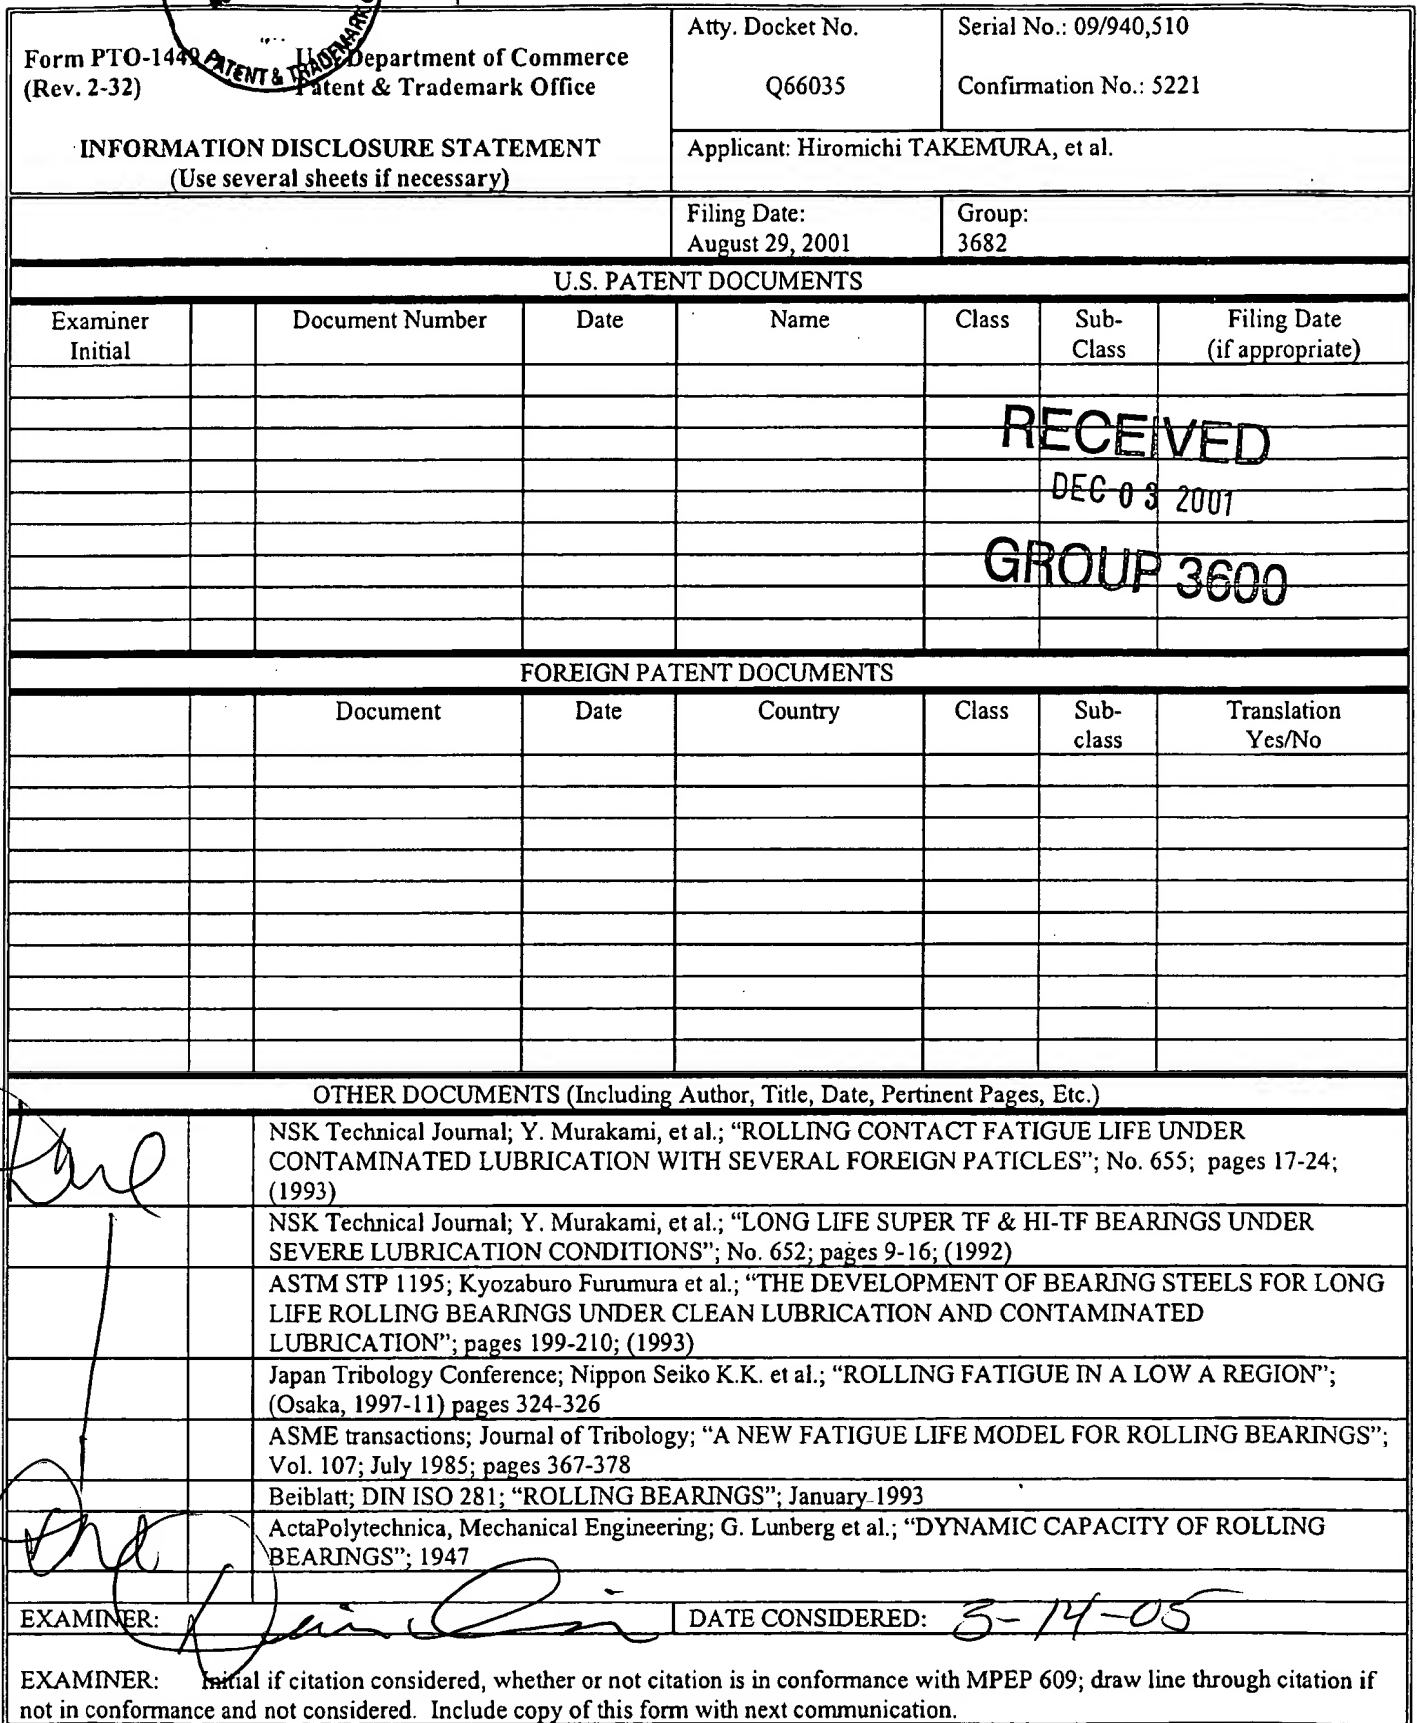 PATENT & TRADEMARK
Form PTO-1449 U.S. Department of Commerce
(Rev. 2-32) Patent & Trademark Office
INFORMATION DISCLOSURE STATEMENT
(Use several sheets if necessary)
Atty. Docket No.
Q66035
Serial No.: 09/940,510
Confirmation No.: 5221
Applicant: Hiromichi TAKEMURA, et al.
Filing Date:
August 29, 2001
Group:
3682
U.S. PATENT DOCUMENTS
Examiner
Initial
Document Number
Date
Name
Class
Sub-
Class
Filing Date
(if appropriate)
RECEIVED
DEC 03 2001
GROUP 3600
FOREIGN PATENT DOCUMENTS
Document
Date
Country
Class
Sub-
class
Translation
Yes/No
OTHER DOCUMENTS (Including Author, Title, Date, Pertinent Pages, Etc.)
NSK Technical Journal; Y. Murakami, et al.; “ROLLING CONTACT FATIGUE LIFE UNDER
CONTAMINATED LUBRICATION WITH SEVERAL FOREIGN PATICLES”; No. 655; pages 17-24;
(1993)
NSK Technical Journal; Y. Murakami, et al.; “LONG LIFE SUPER TF & HI-TF BEARINGS UNDER
SEVERE LUBRICATION CONDITIONS”; No. 652; pages 9-16; (1992)
ASTM STP 1195; Kyozaburo Furumura et al.; “THE DEVELOPMENT OF BEARING STEELS FOR LONG
LIFE ROLLING BEARINGS UNDER CLEAN LUBRICATION AND CONTAMINATED
LUBRICATION”; pages 199-210; (1993)
Japan Tribology Conference; Nippon Seiko K.K. et al.; “ROLLING FATIGUE IN A LOW A REGION”;
(Osaka, 1997-11) pages 324-326
ASME transactions; Journal of Tribology; “A NEW FATIGUE LIFE MODEL FOR ROLLING BEARINGS”;
Vol. 107; July 1985; pages 367-378
Beiblatt; DIN ISO 281; “ROLLING BEARINGS”; January 1993
ActaPolytechnica, Mechanical Engineering; G. Lunberg et al.; “DYNAMIC CAPACITY OF ROLLING
BEARINGS”; 1947
EXAMINER:
DATE CONSIDERED: 3-14-05
EXAMINER: Initial if citation considered, whether or not citation is in conformance with MPEP 609; draw line through citation if
not in conformance and not considered. Include copy of this form with next communication.